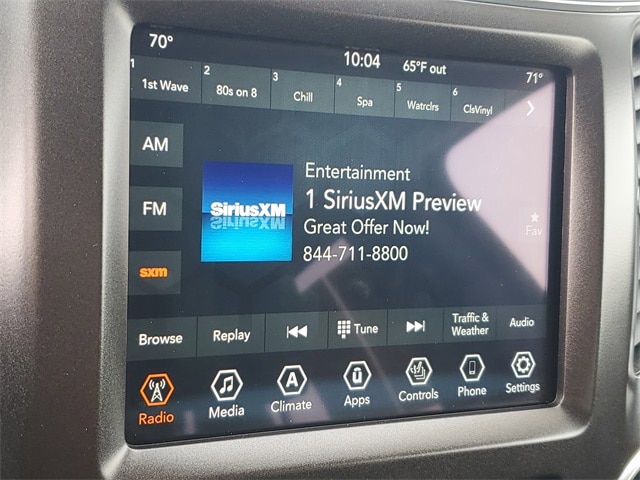 70°
10:04
65°F out
71°
1 1st Wave
2 80s on 8
3 Chill
4 Spa
5 Watrclrs
6 ClsVinyl
AM
FM
sxm
SiriusXM
Entertainment
1 SiriusXM Preview
Great Offer Now!
844-711-8800
Fav
Browse
Replay
Tune
Traffic &
Weather
Audio
Radio
Media
A
Climate
Apps
Controls
Phone
Settings